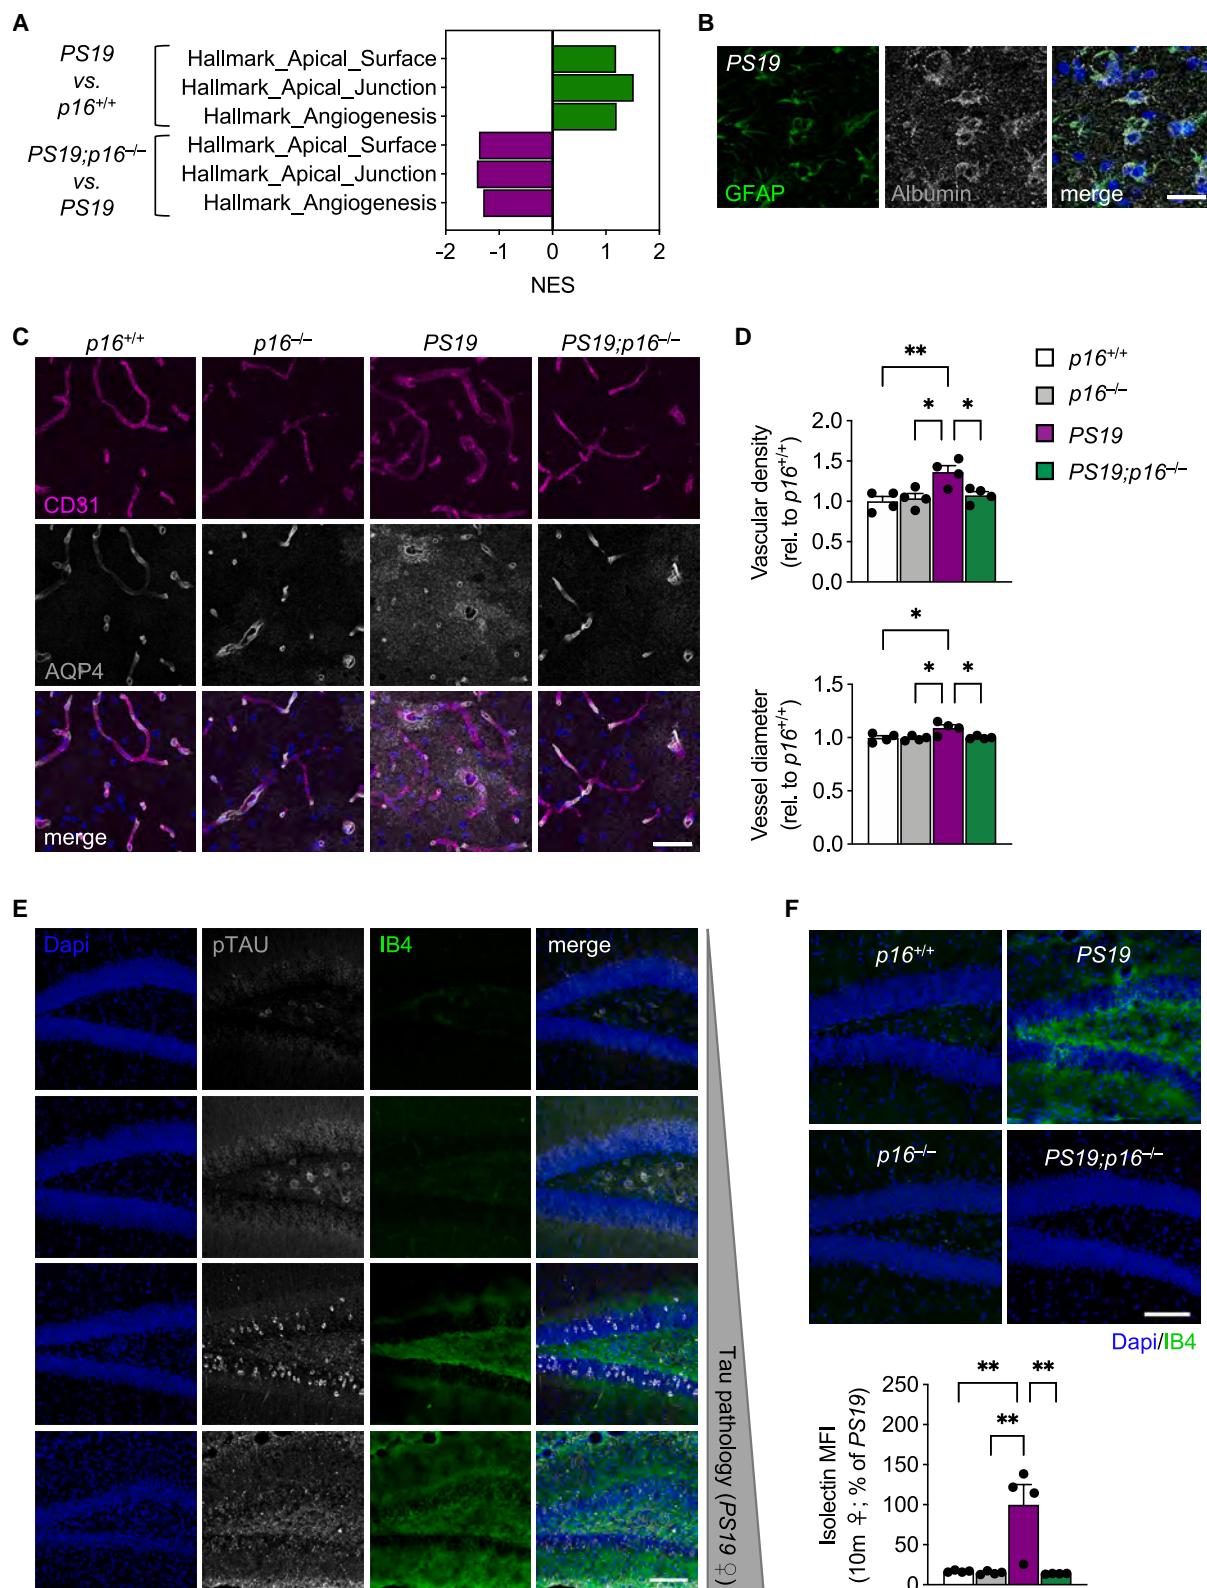 A
PS19
vs.
p16+/+
PS19;p16–/–
vs.
PS19
Hallmark_Apical_Surface
Hallmark_Apical_Junction
Hallmark_Angiogenesis
Hallmark_Apical_Surface
Hallmark_Apical_Junction
Hallmark_Angiogenesis
-2 -1 0 1 2
NES
B
PS19
GFAP
Albumin
merge
C
p16+/+ p16–/– PS19 PS19;p16–/–
CD31
AQP4
merge
D
** 
* *
2.0
1.5
1.0
0.5
0.0
Vascular density
(rel. to p16+/+)
p16+/+
p16–/–
PS19
PS19;p16–/–
*
* *
1.5
1.0
0.5
0.0
Vessel diameter
(rel. to p16+/+)
E
Dapi pTAU IB4 merge
Tau pathology (PS19 ♀)
F
p16+/+ PS19
p16–/– PS19;p16–/–
Dapi/IB4
** **
**
250
200
150
100
50
0
Isolectin MFI
(10m ♀; % of PS19)